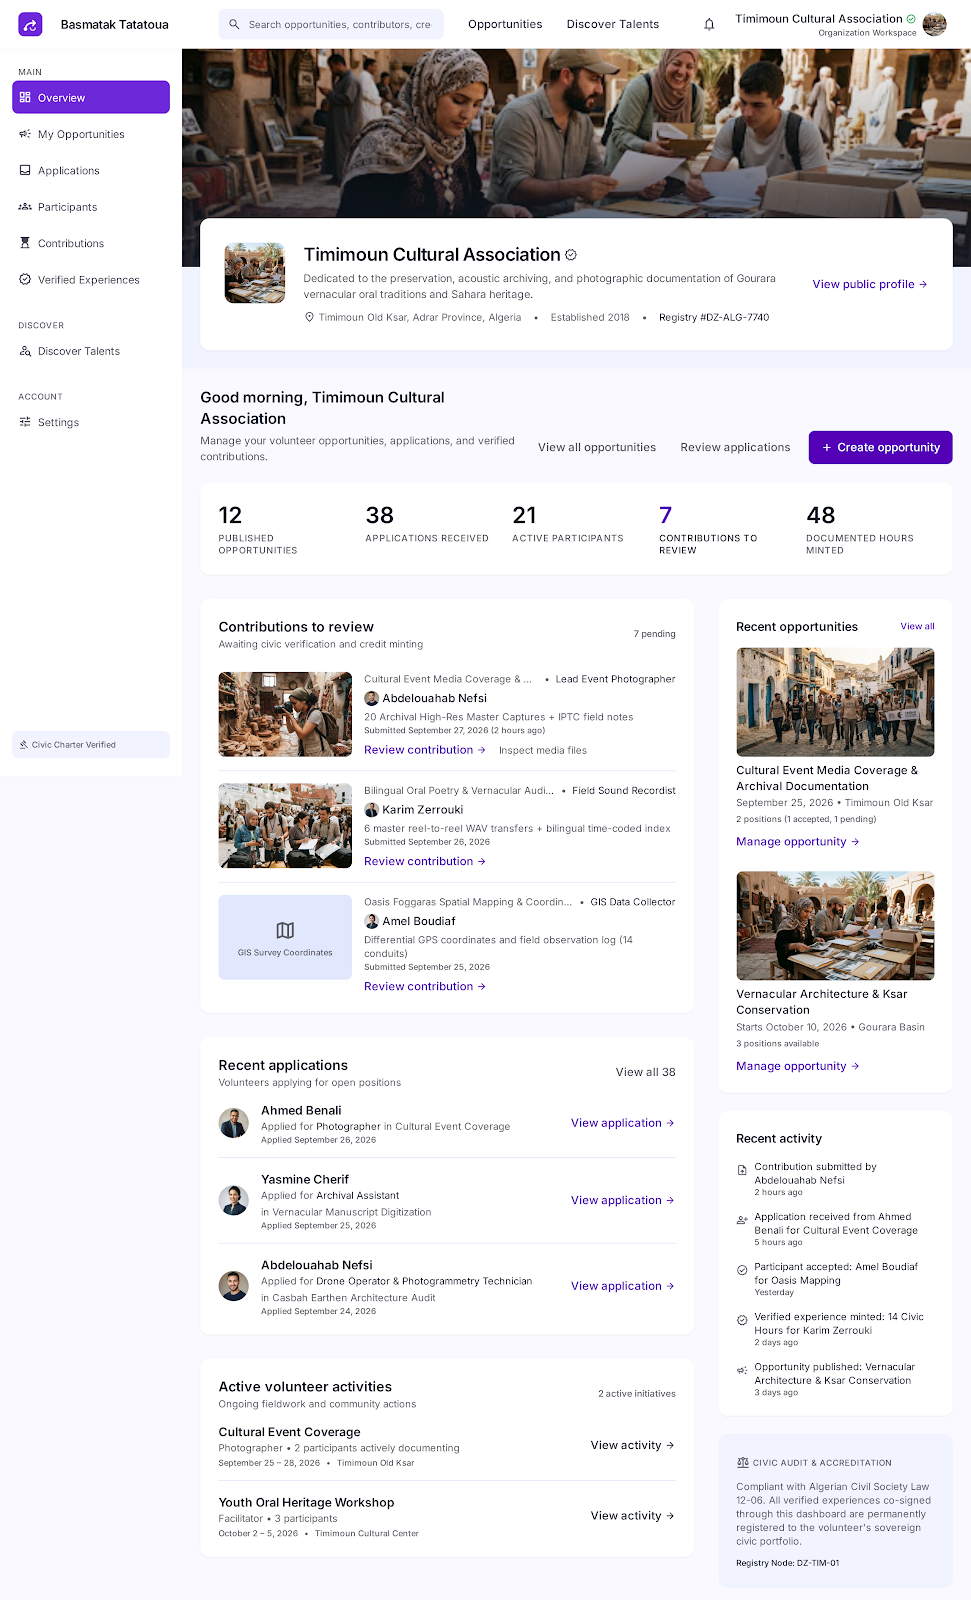 Basmatak Tatatoua
Search opportunities, contributors, cre
Opportunities
Discover Talents
Timimoun Cultural Association
Organization Workspace
MAIN
Overview
My Opportunities
Applications
Participants
Contributions
Verified Experiences
DISCOVER
Discover Talents
ACCOUNT
Settings
Civic Charter Verified
Timimoun Cultural Association
Dedicated to the preservation, acoustic archiving, and photographic documentation of Gourara
vernacular oral traditions and Sahara heritage.
Timimoun Old Ksar, Adrar Province, Algeria • Established 2018 • Registry #DZ-ALG-7740
View public profile →
Good morning, Timimoun Cultural
Association
Manage your volunteer opportunities, applications, and verified
contributions.
View all opportunities
Review applications
+ Create opportunity
12
PUBLISHED
OPPORTUNITIES
38
APPLICATIONS RECEIVED
21
ACTIVE PARTICIPANTS
7
CONTRIBUTIONS TO
REVIEW
48
DOCUMENTED HOURS
MINTED
Contributions to review
Awaiting civic verification and credit minting
7 pending
Cultural Event Media Coverage & ... • Lead Event Photographer
Abdelouahab Nefsi
20 Archival High-Res Master Captures + IPTC field notes
Submitted September 27, 2026 (2 hours ago)
Review contribution → Inspect media files
Bilingual Oral Poetry & Vernacular Audi... • Field Sound Recordist
Karim Zerrouki
6 master reel-to-reel WAV transfers + bilingual time-coded index
Submitted September 26, 2026
Review contribution →
GIS Survey Coordinates
Oasis Foggaras Spatial Mapping & Coordin... • GIS Data Collector
Amel Boudiaf
Differential GPS coordinates and field observation log (14
conduits)
Submitted September 25, 2026
Review contribution →
Recent applications
Volunteers applying for open positions
View all 38
Ahmed Benali
Applied for Photographer in Cultural Event Coverage
Applied September 26, 2026
View application →
Yasmine Cherif
Applied for Archival Assistant
in Vernacular Manuscript Digitization
Applied September 25, 2026
View application →
Abdelouahab Nefsi
Applied for Drone Operator & Photogrammetry Technician
in Casbah Earthen Architecture Audit
Applied September 24, 2026
View application →
Active volunteer activities
Ongoing fieldwork and community actions
2 active initiatives
Cultural Event Coverage
Photographer • 2 participants actively documenting
September 25 – 28, 2026 • Timimoun Old Ksar
View activity →
Youth Oral Heritage Workshop
Facilitator • 3 participants
October 2 – 5, 2026 • Timimoun Cultural Center
View activity →
Recent opportunities
View all
Cultural Event Media Coverage &
Archival Documentation
September 25, 2026 • Timimoun Old Ksar
2 positions (1 accepted, 1 pending)
Manage opportunity →
Vernacular Architecture & Ksar
Conservation
Starts October 10, 2026 • Gourara Basin
3 positions available
Manage opportunity →
Recent activity
Contribution submitted by
Abdelouahab Nefsi
2 hours ago
Application received from Ahmed
Benali for Cultural Event Coverage
5 hours ago
Participant accepted: Amel Boudiaf
for Oasis Mapping
Yesterday
Verified experience minted: 14 Civic
Hours for Karim Zerrouki
2 days ago
Opportunity published: Vernacular
Architecture & Ksar Conservation
3 days ago
CIVIC AUDIT & ACCREDITATION
Compliant with Algerian Civil Society Law
12-06. All verified experiences co-signed
through this dashboard are permanently
registered to the volunteer's sovereign
civic portfolio.
Registry Node: DZ-TIM-01